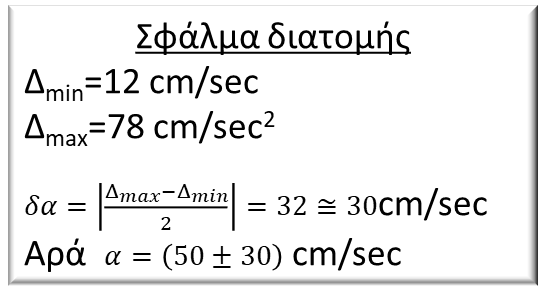 Σφάλμα διατομής
Δmin=12 cm/sec
Δmax=78 cm/sec²
δα = |(Δmax−Δmin)/2| = 32 ≅ 30cm/sec
Αρά α = (50 ± 30) cm/sec